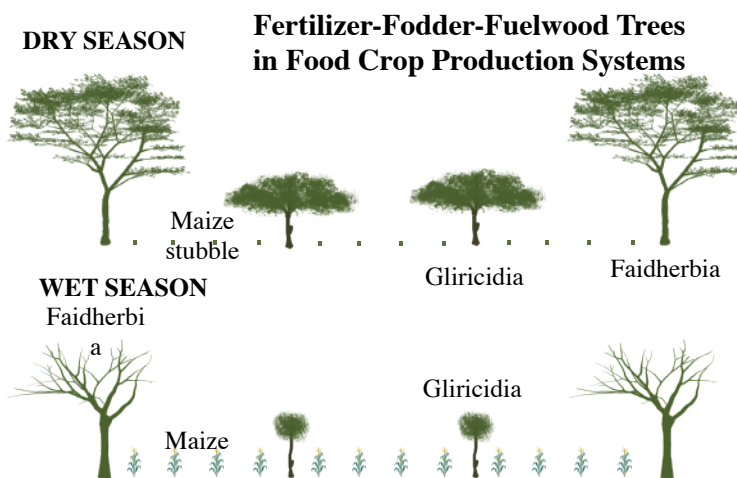 Fertilizer-Fodder-Fuelwood Trees
in Food Crop Production Systems
DRY SEASON
Maize
stubble
Gliricidia
Faidherbia
WET SEASON
Faidherbi
a
Gliricidia
Maize